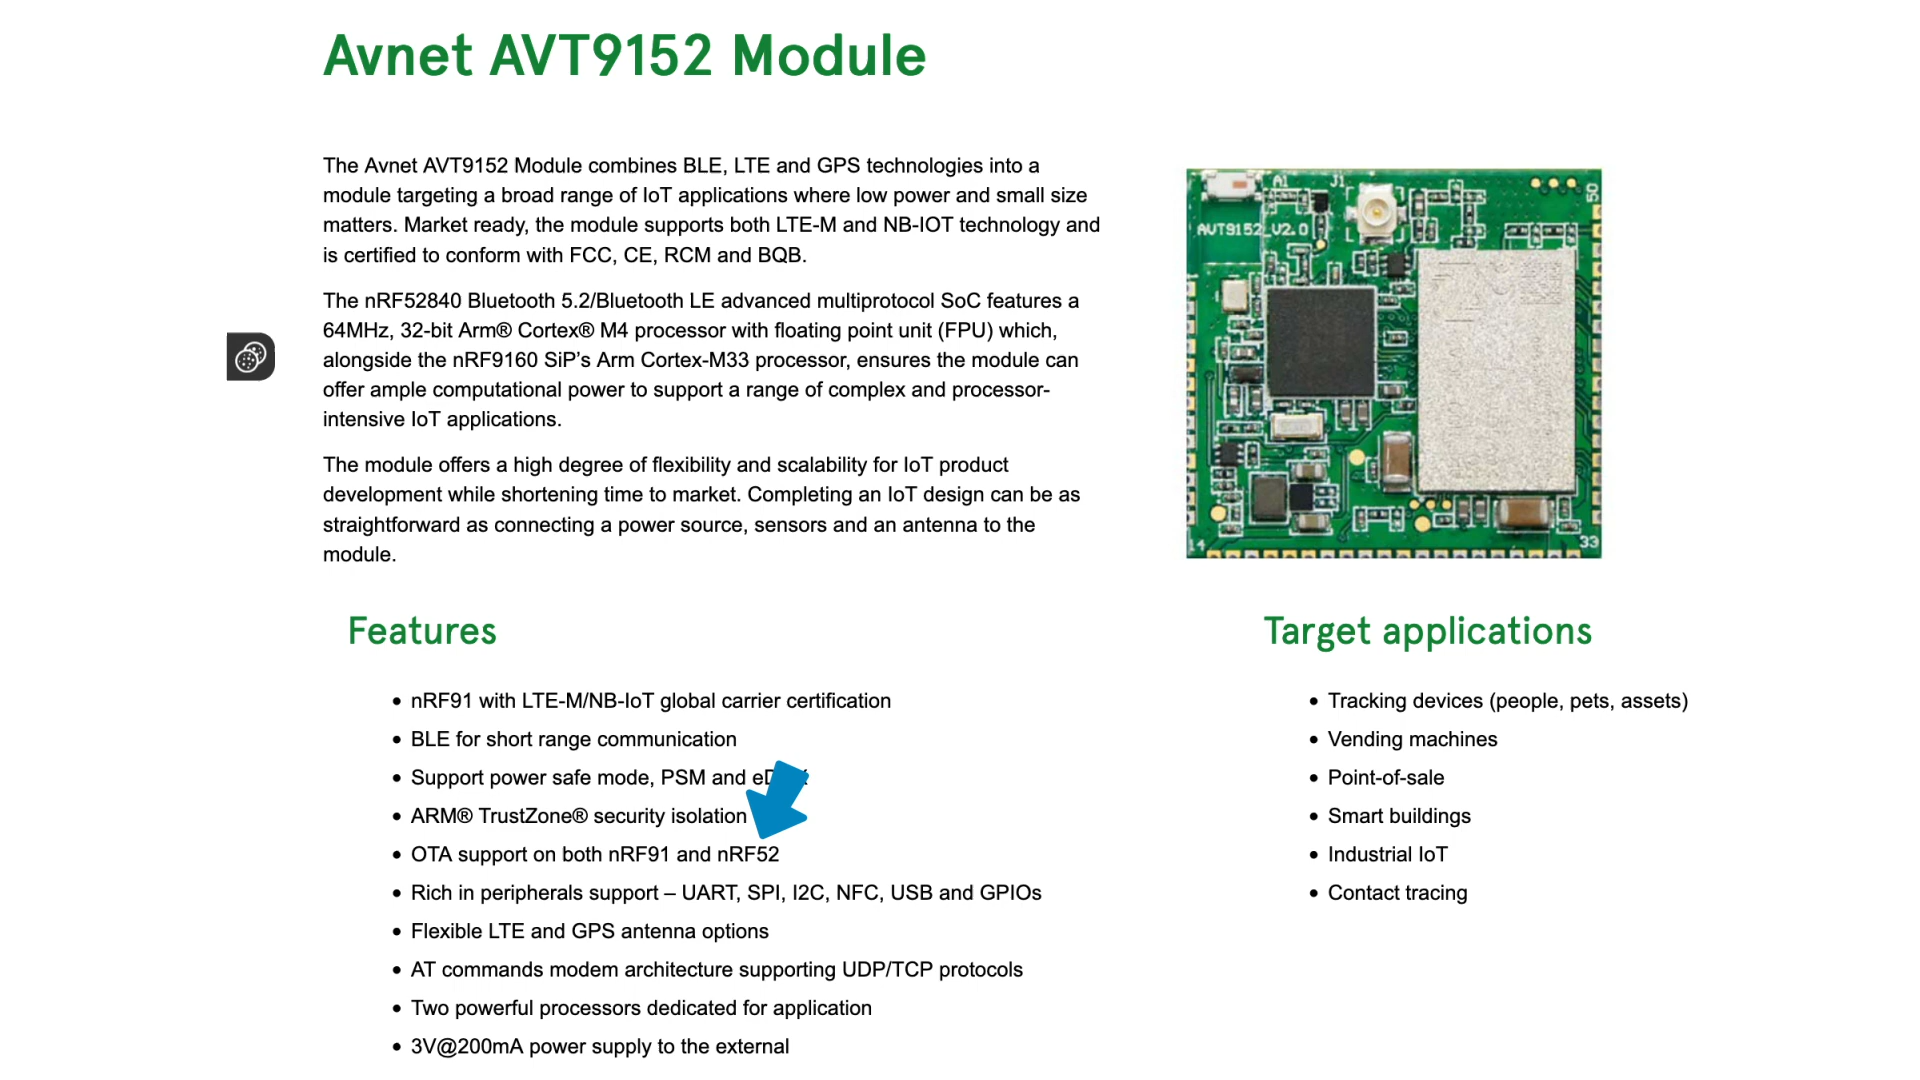 Avnet AVT9152 Module
The Avnet AVT9152 Module combines BLE, LTE and GPS technologies into a
module targeting a broad range of IoT applications where low power and small size
matters. Market ready, the module supports both LTE-M and NB-IOT technology and
is certified to conform with FCC, CE, RCM and BQB.
The nRF52840 Bluetooth 5.2/Bluetooth LE advanced multiprotocol SoC features a
64MHz, 32-bit Arm® Cortex® M4 processor with floating point unit (FPU) which,
alongside the nRF9160 SiP’s Arm Cortex-M33 processor, ensures the module can
offer ample computational power to support a range of complex and processor-
intensive IoT applications.
The module offers a high degree of flexibility and scalability for IoT product
development while shortening time to market. Completing an IoT design can be as
straightforward as connecting a power source, sensors and an antenna to the
module.
A1
J1
50
AVT9152_V2.0
14
33
Features
nRF91 with LTE-M/NB-IoT global carrier certification
BLE for short range communication
Support power safe mode, PSM and
ARM® TrustZone® security isolation
OTA support on both nRF91 and nRF52
Rich in peripherals support – UART, SPI, I2C, NFC, USB and GPIOs
Flexible LTE and GPS antenna options
AT commands modem architecture supporting UDP/TCP protocols
Two powerful processors dedicated for application
3V@200mA power supply to the external
Target applications
Tracking devices (people, pets, assets)
Vending machines
Point-of-sale
Smart buildings
Industrial IoT
Contact tracing